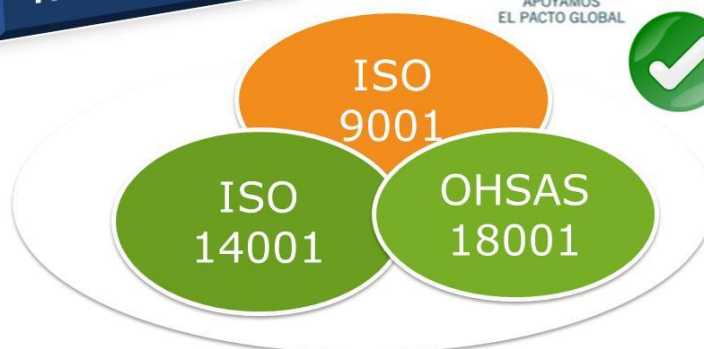 APOYAMOS
EL PACTO GLOBAL
ISO
9001
ISO
14001
OHSAS
18001